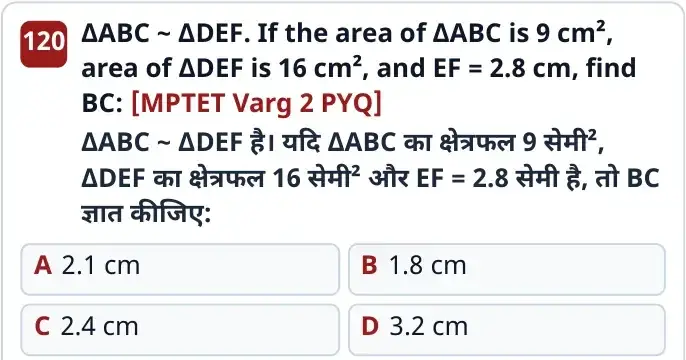 120
ΔABC ~ ΔDEF. If the area of ΔABC is 9 cm²,
area of ΔDEF is 16 cm², and EF = 2.8 cm, find
BC: [MPTET Varg 2 PYQ]
ΔABC ~ ΔDEF है। यदि ΔABC का क्षेत्रफल 9 सेमी²,
ΔDEF का क्षेत्रफल 16 सेमी² और EF = 2.8 सेमी है, तो BC
ज्ञात कीजिए:
A 2.1 cm
B 1.8 cm
C 2.4 cm
D 3.2 cm